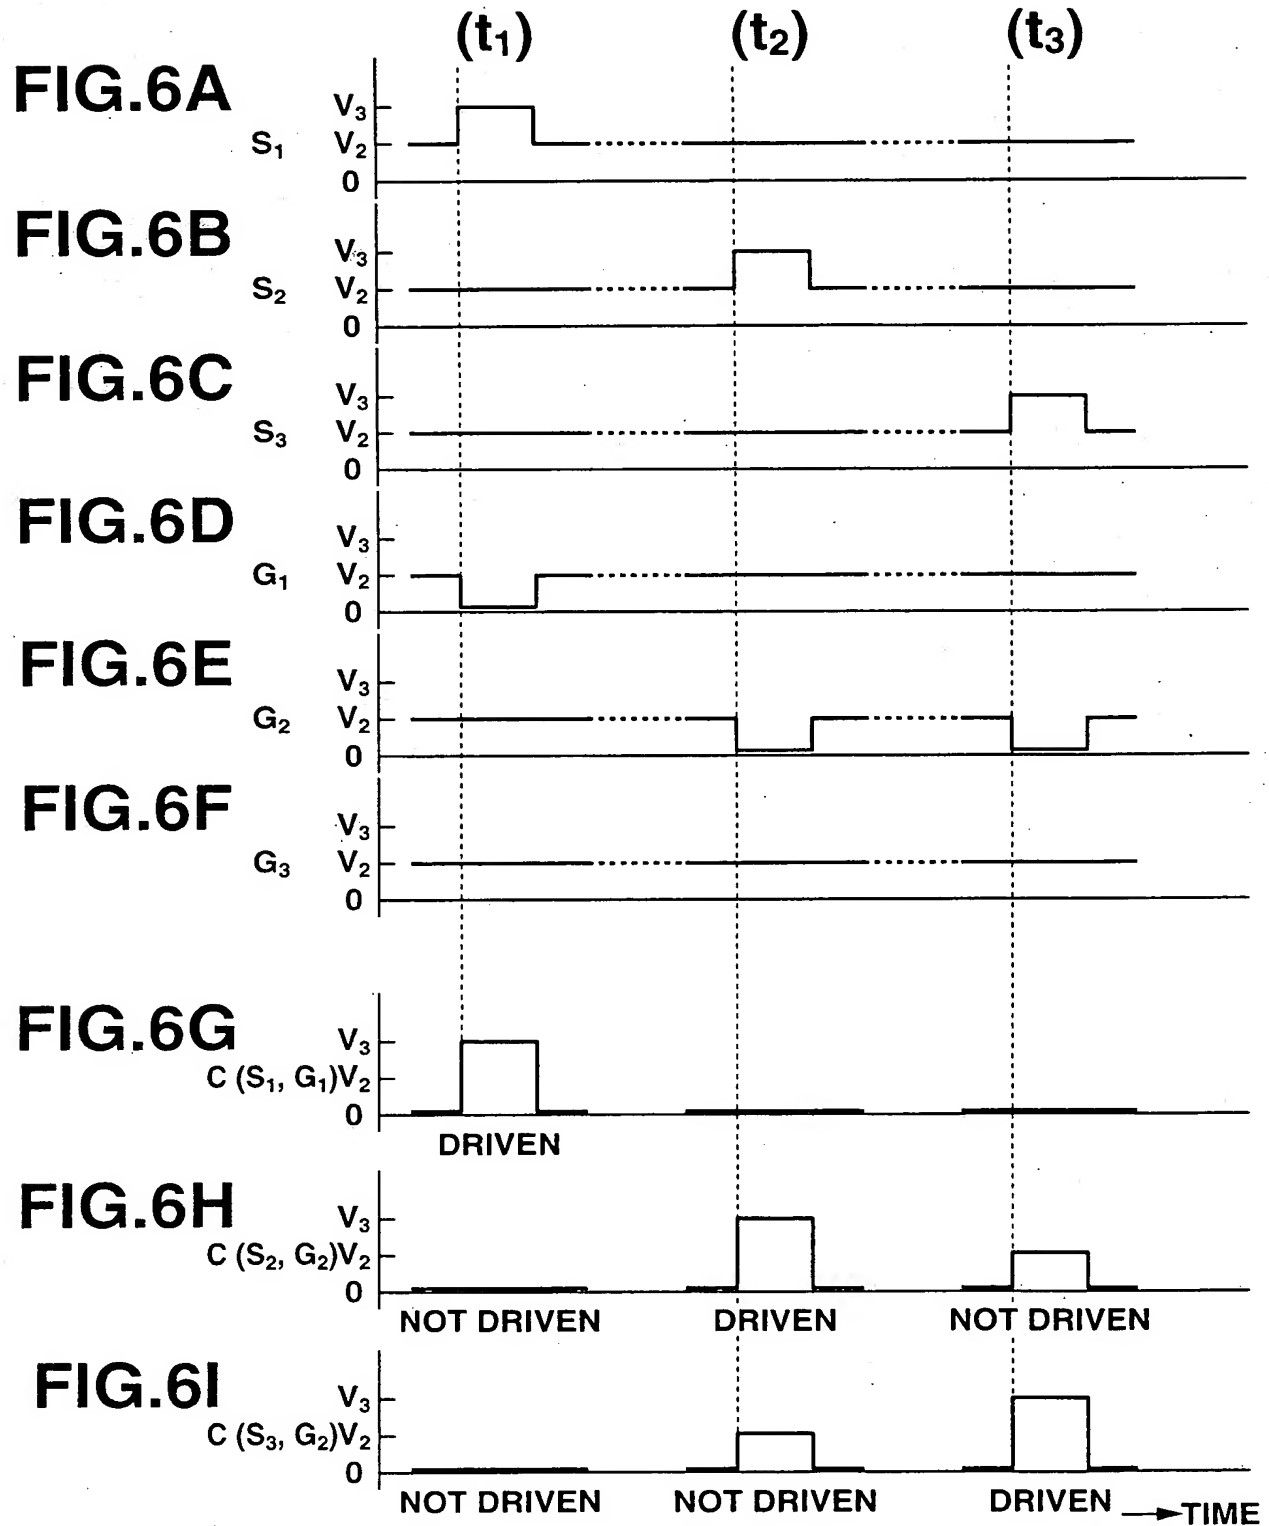 (t1) (t2) (t3)
FIG.6A
V3
S1 V2
0
FIG.6B
V3
S2 V2
0
FIG.6C
V3
S3 V2
0
FIG.6D
V3
G1 V2
0
FIG.6E
V3
G2 V2
0
FIG.6F
V3
G3 V2
0
FIG.6G
V3
C (S1, G1)V2
0
DRIVEN
FIG.6H
V3
C (S2, G2)V2
0
NOT DRIVEN DRIVEN NOT DRIVEN
FIG.6I
V3
C (S3, G2)V2
0
NOT DRIVEN NOT DRIVEN DRIVEN → TIME